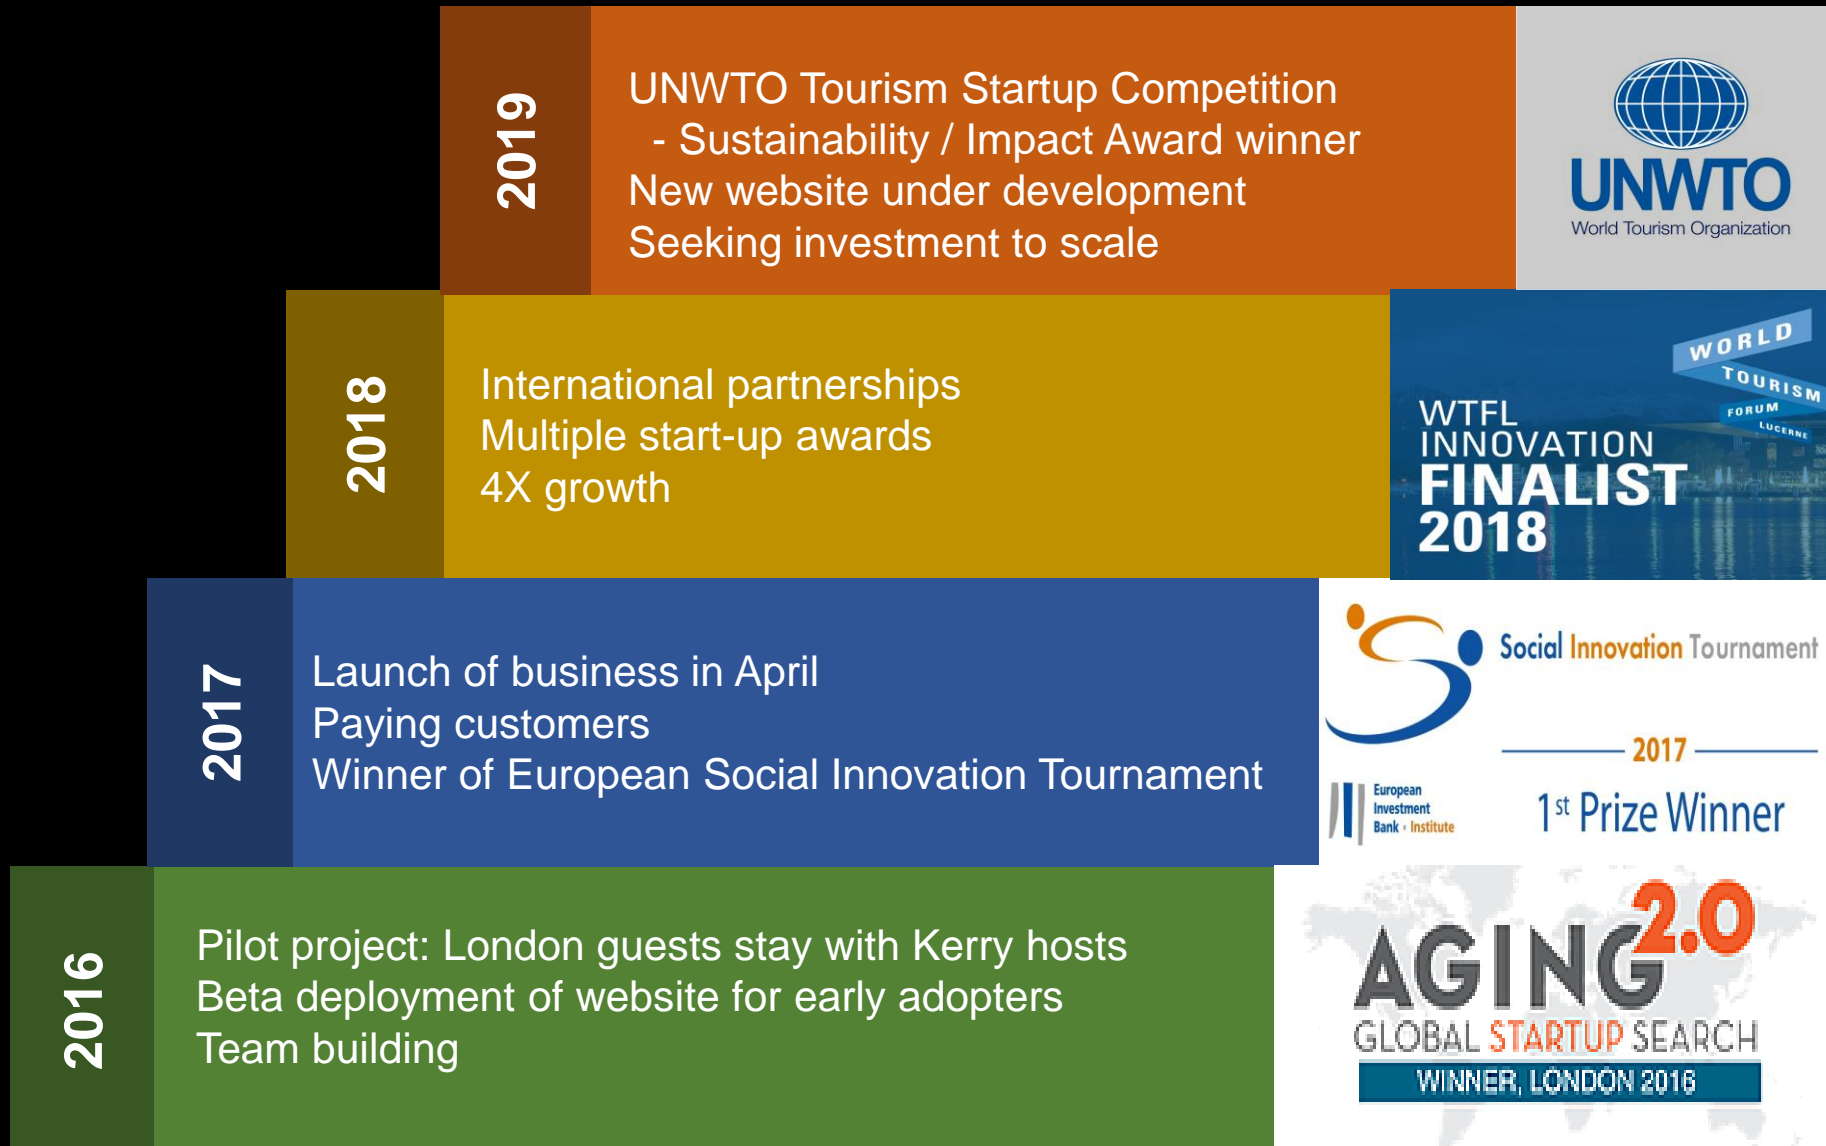 2019
UNWTO Tourism Startup Competition
- Sustainability / Impact Award winner
New website under development
Seeking investment to scale
UNWTO
World Tourism Organization
2018
International partnerships
Multiple start-up awards
4X growth
WORLD
TOURISM
FORUM
LUCERNE
WTFL
INNOVATION
FINALIST
2018
2017
Launch of business in April
Paying customers
Winner of European Social Innovation Tournament
Social Innovation Tournament
2017
1st Prize Winner
European
Investment
Bank · Institute
2016
Pilot project: London guests stay with Kerry hosts
Beta deployment of website for early adopters
Team building
AGING2.0
GLOBAL STARTUP SEARCH
WINNER, LONDON 2016